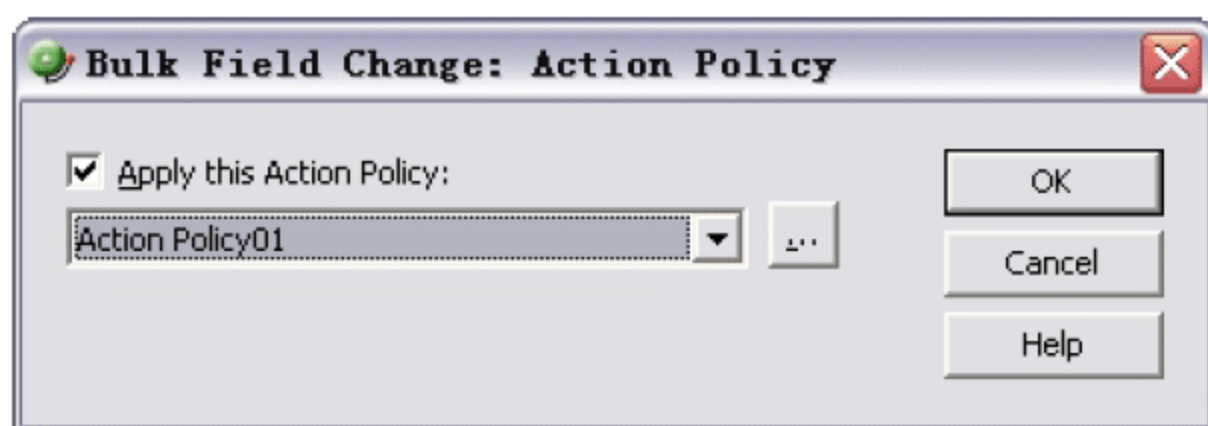 Bulk Field Change: Action Policy
Apply this Action Policy:
Action Policy01
...
OK
Cancel
Help